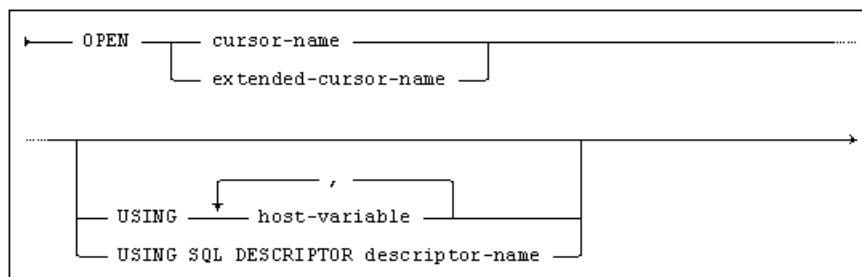 OPEN cursor-name
extended-cursor-name
,
USING host-variable
USING SQL DESCRIPTOR descriptor-name